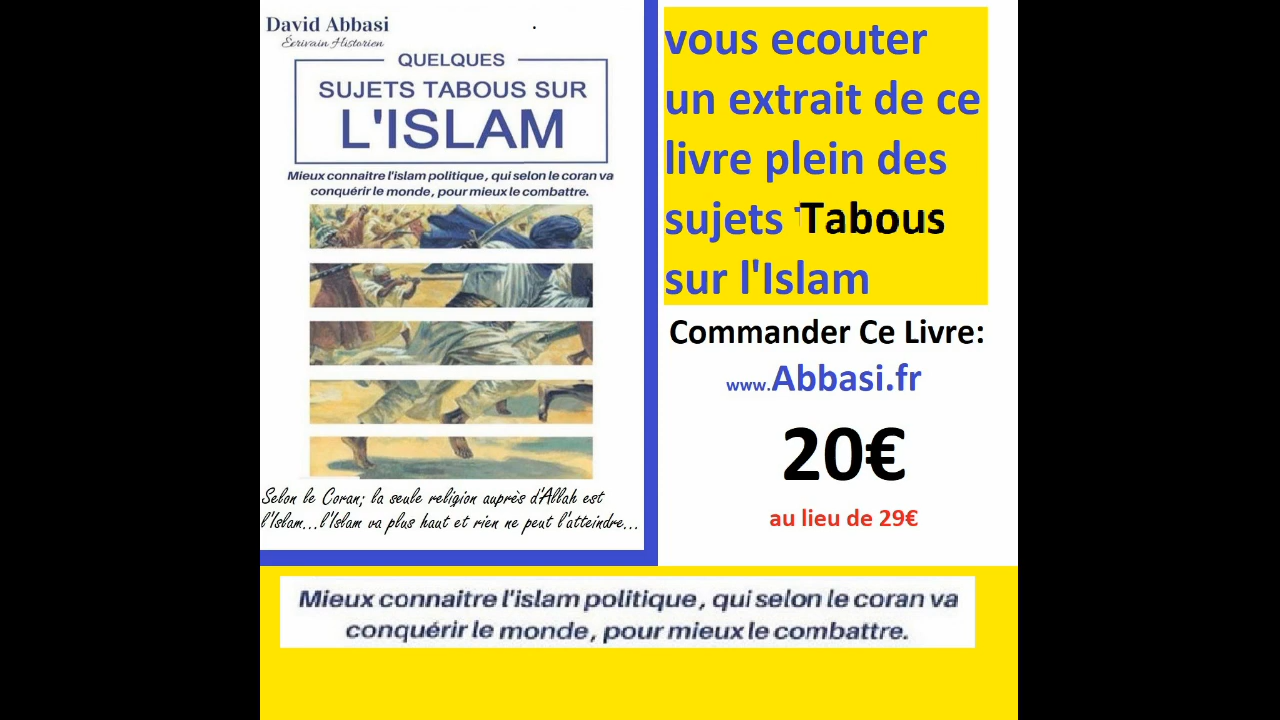 David Abbasi
Écrivain Historien
QUELQUES
SUJETS TABOUS SUR
L'ISLAM
Mieux connaitre l'islam politique, qui selon le coran va
conquérir le monde, pour mieux le combattre.
Selon le Coran; la seule religion auprès d'Allah est
l'Islam...l'Islam va plus haut et rien ne peut l'atteindre...
vous ecouter
un extrait de ce
livre plein des
sujets Tabous
sur l'Islam
Commander Ce Livre:
www.Abbasi.fr
20€
au lieu de 29€
Mieux connaitre l'islam politique, qui selon le coran va
conquérir le monde, pour mieux le combattre.